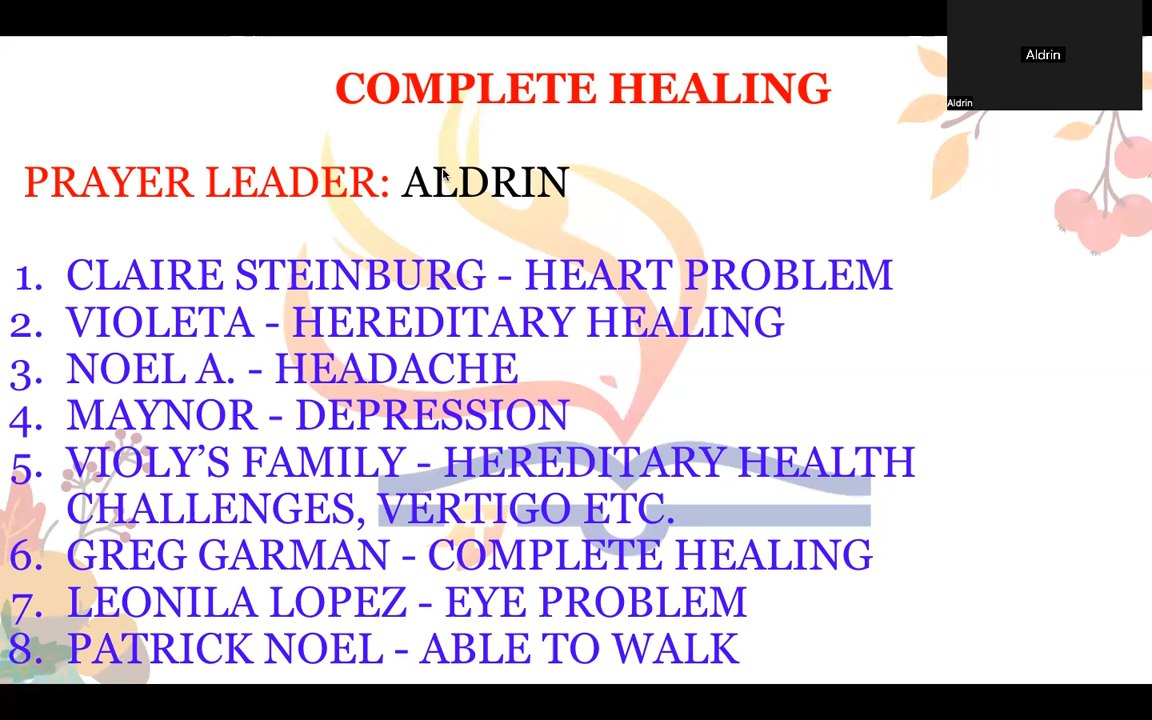 Aldrin
Aldrin
COMPLETE HEALING
PRAYER LEADER: ALDRIN
1. CLAIRE STEINBURG - HEART PROBLEM
2. VIOLETA - HEREDITARY HEALING
3. NOEL A. - HEADACHE
4. MAYNOR - DEPRESSION
5. VIOLY’S FAMILY - HEREDITARY HEALTH
CHALLENGES, VERTIGO ETC.
6. GREG GARMAN - COMPLETE HEALING
7. LEONILA LOPEZ - EYE PROBLEM
8. PATRICK NOEL - ABLE TO WALK